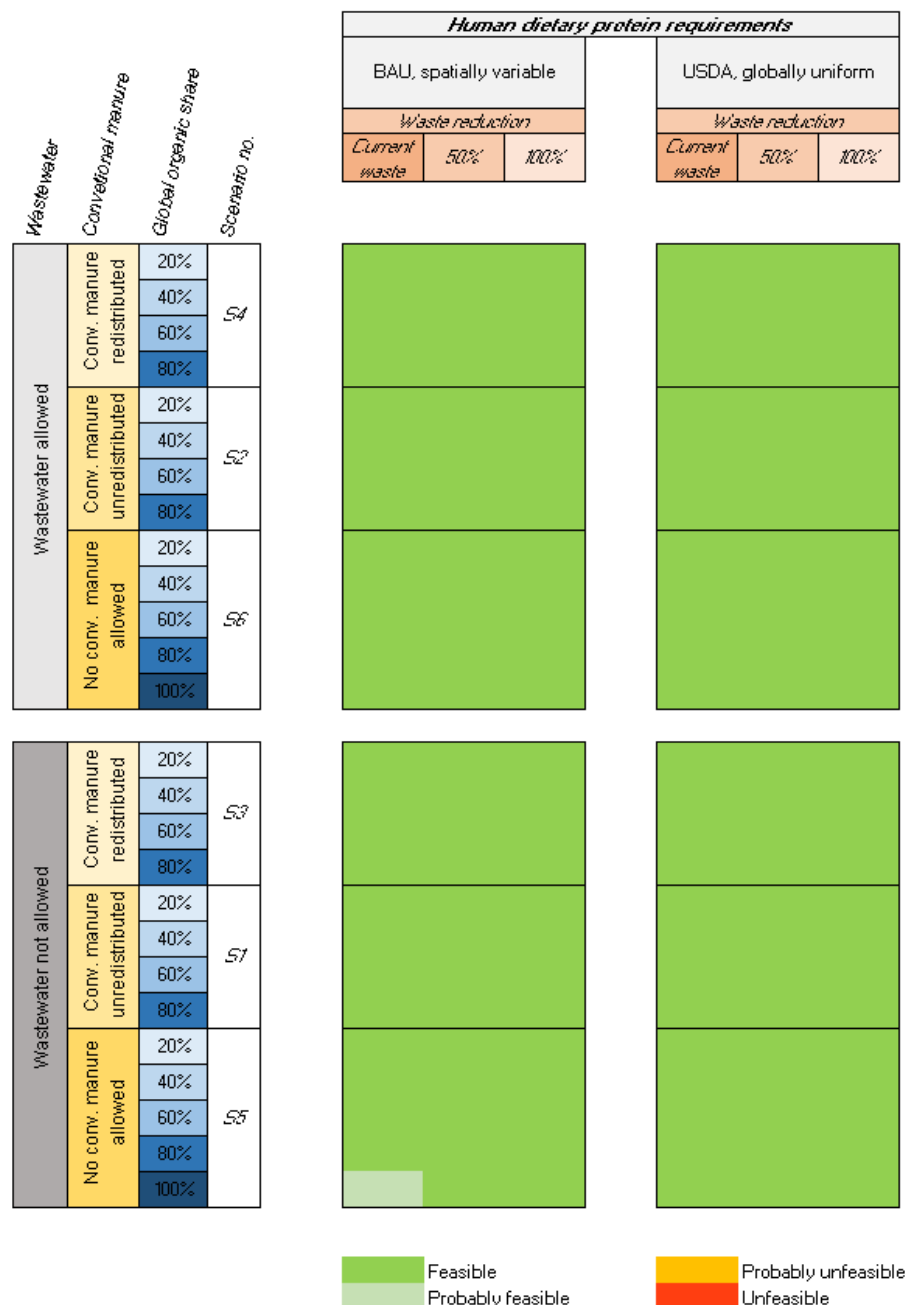 Human dietary protein requirements
BAU, spatially variable
USDA, globally uniform
Waste reduction
Waste reduction
Current waste
50%
100%
Current waste
50%
100%
Wastewater
Convetional manure
Global organic share
Scenario no.
Wastewater allowed
Conv. manure
redistributed
20%
40%
60%
80%
S4
Conv. manure
unredistributed
20%
40%
60%
80%
S2
No conv. manure
allowed
20%
40%
60%
80%
100%
S6
Wastewater not allowed
Conv. manure
redistributed
20%
40%
60%
80%
S3
Conv. manure
unredistributed
20%
40%
60%
80%
S1
No conv. manure
allowed
20%
40%
60%
80%
100%
S5
Feasible
Probably unfeasible
Probably feasible
Unfeasible